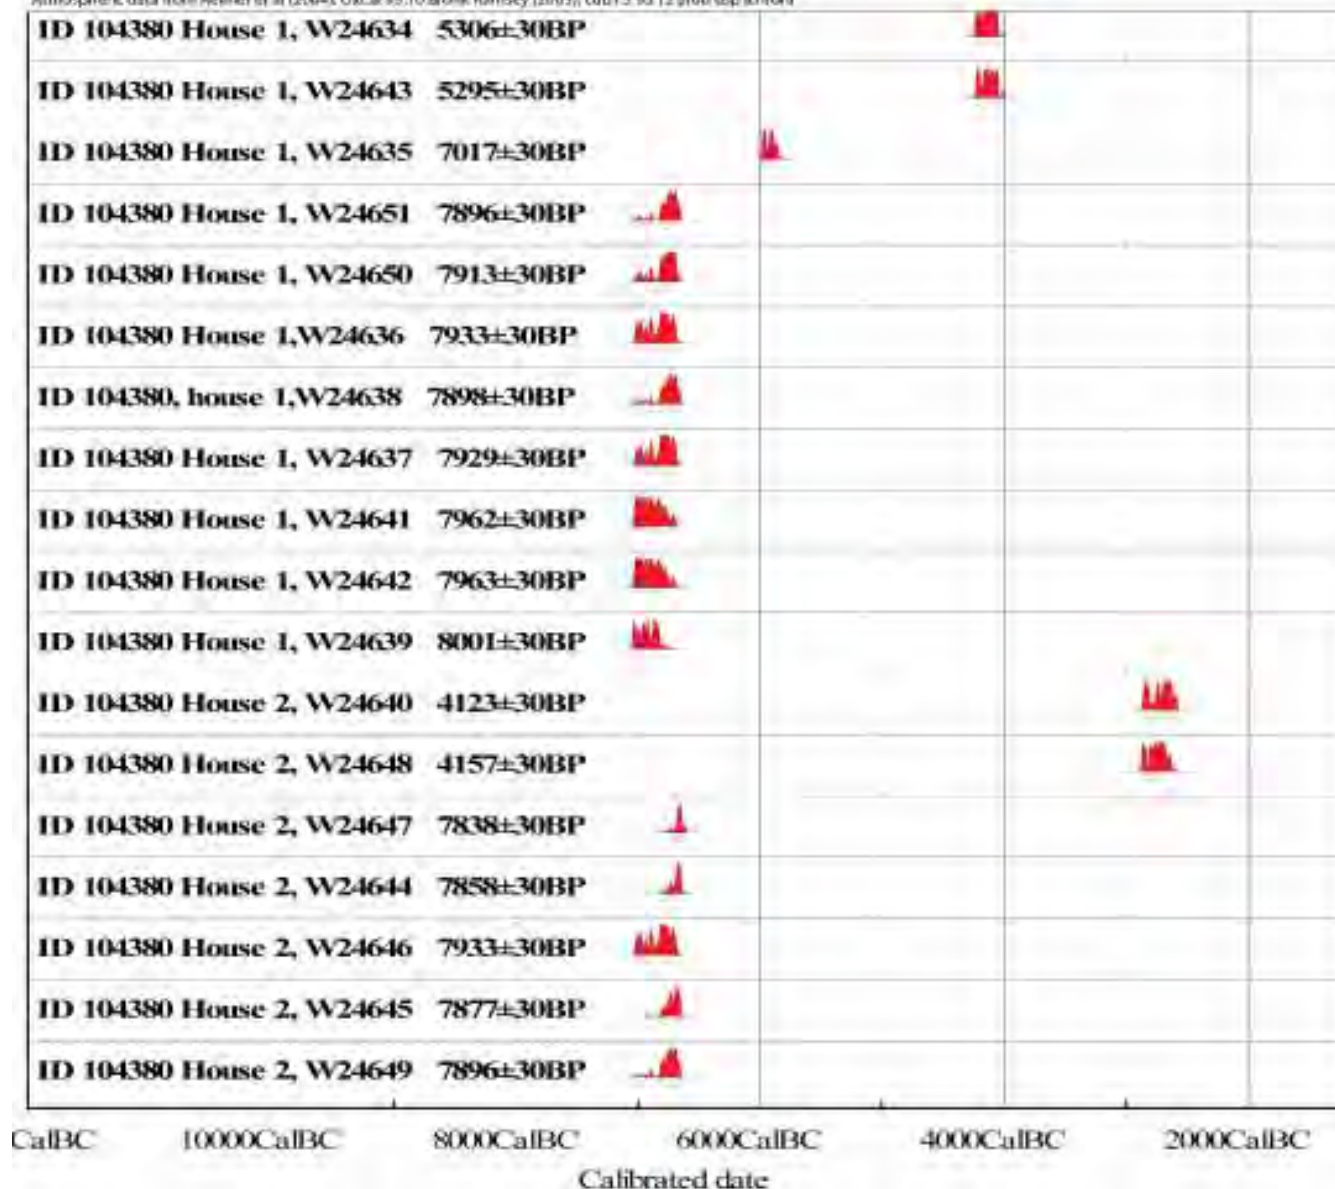 Atmospheric data from Reimer et al (2004);
ID 104380 House 1, W24634 5306±30BP
ID 104380 House 1, W24643 5295±30BP
ID 104380 House 1, W24635 7017±30BP
ID 104380 House 1, W24651 7896±30BP
ID 104380 House 1, W24650 7913±30BP
ID 104380 House 1,W24636 7933±30BP
ID 104380, house 1,W24638 7898±30BP
ID 104380 House 1, W24637 7929±30BP
ID 104380 House 1, W24641 7962±30BP
ID 104380 House 1, W24642 7963±30BP
ID 104380 House 1, W24639 8001±30BP
ID 104380 House 2, W24640 4123±30BP
ID 104380 House 2, W24648 4157±30BP
ID 104380 House 2, W24647 7838±30BP
ID 104380 House 2, W24644 7858±30BP
ID 104380 House 2, W24646 7933±30BP
ID 104380 House 2, W24645 7877±30BP
ID 104380 House 2, W24649 7896±30BP
CalBC 10000CalBC 8000CalBC 6000CalBC 4000CalBC 2000CalBC
Calibrated date